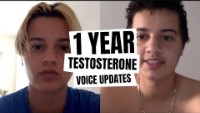 1 YEAR
TESTOSTERONE
VOICE UPDATES